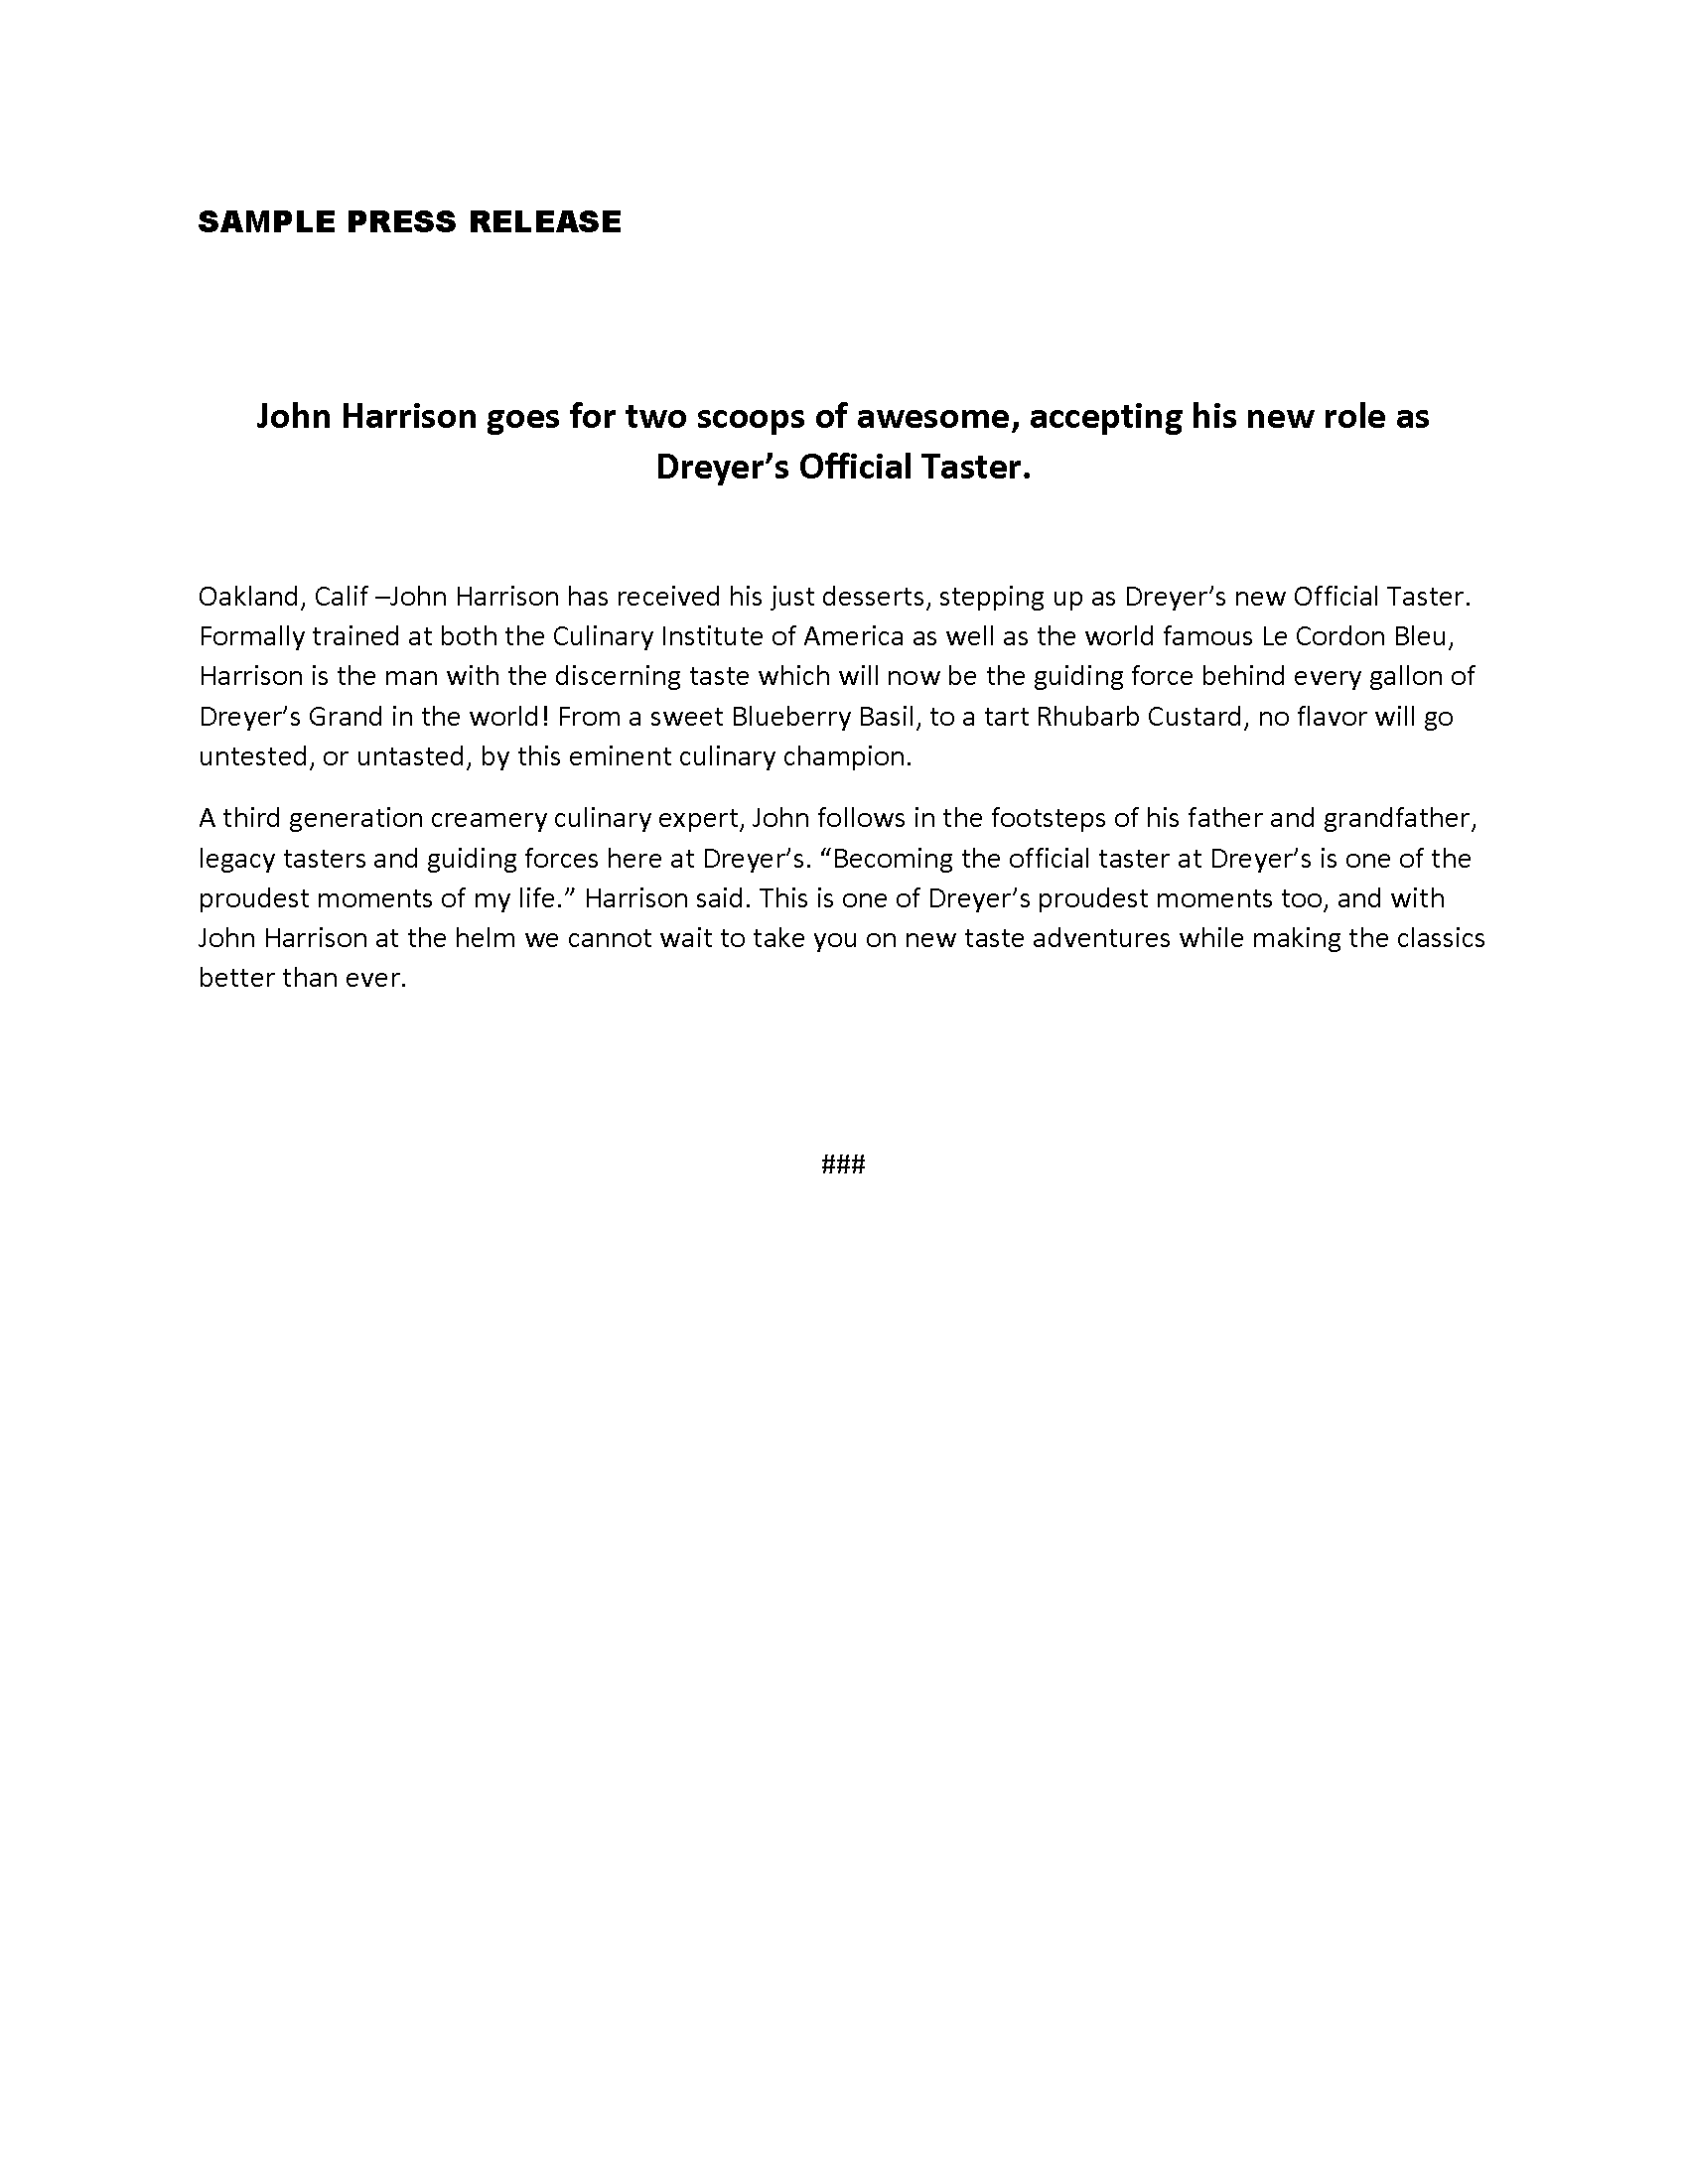 SAMPLE PRESS RELEASE
John Harrison goes for two scoops of awesome, accepting his new role as
Dreyer’s Official Taster.
Oakland, Calif –John Harrison has received his just desserts, stepping up as Dreyer’s new Official Taster.
Formally trained at both the Culinary Institute of America as well as the world famous Le Cordon Bleu,
Harrison is the man with the discerning taste which will now be the guiding force behind every gallon of
Dreyer’s Grand in the world! From a sweet Blueberry Basil, to a tart Rhubarb Custard, no flavor will go
untested, or untasted, by this eminent culinary champion.
A third generation creamery culinary expert, John follows in the footsteps of his father and grandfather,
legacy tasters and guiding forces here at Dreyer’s. “Becoming the official taster at Dreyer’s is one of the
proudest moments of my life.” Harrison said. This is one of Dreyer’s proudest moments too, and with
John Harrison at the helm we cannot wait to take you on new taste adventures while making the classics
better than ever.
###